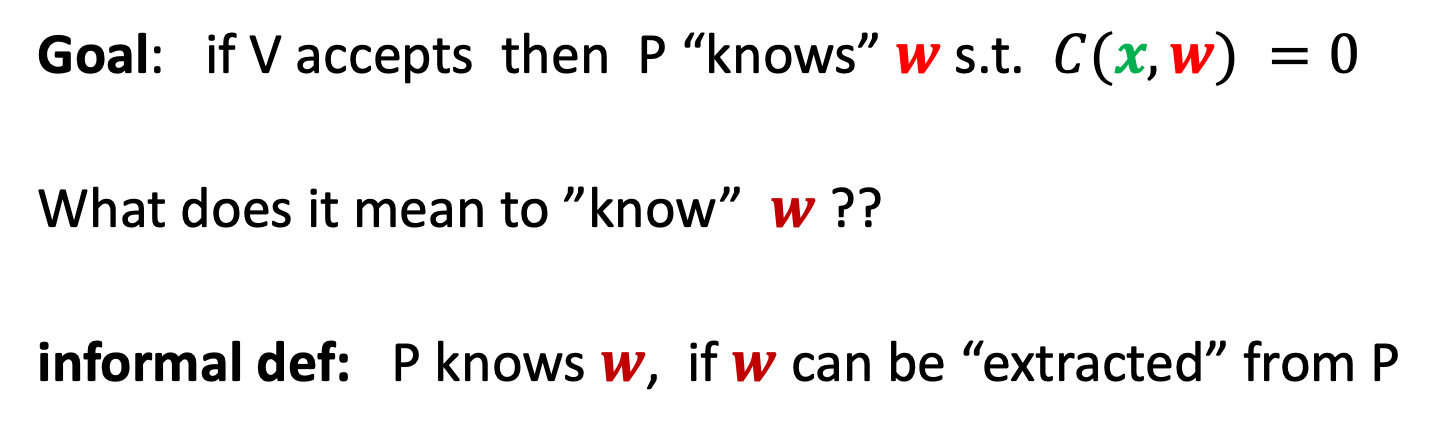 Goal: if V accepts then P “knows” w s.t. C(x, w) = 0
What does it mean to ”know” w ??
informal def: P knows w, if w can be “extracted” from P